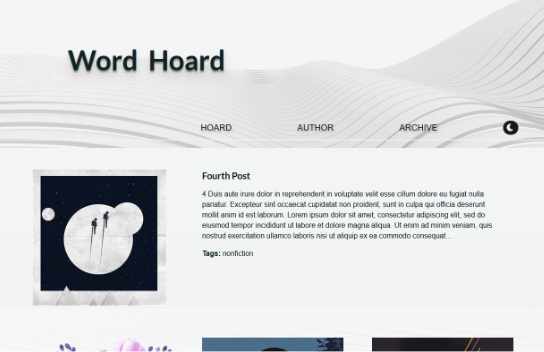 Word Hoard
HOARD
AUTHOR
ARCHIVE
Fourth Post
4 Duis aute irure dolor in reprehenderit in voluptate velit esse cillum dolore eu fugiat nulla
pariatur. Excepteur sint occaecat cupidatat non proident, sunt in culpa qui officia deserunt
mollit anim id est laborum. Lorem ipsum dolor sit amet, consectetur adipiscing elit, sed do
eiusmod tempor incididunt ut labore et dolore magna aliqua. Ut enim ad minim veniam, quis
nostrud exercitation ullamco laboris nisi ut aliquip ex ea commodo consequat...
Tags: nonfiction